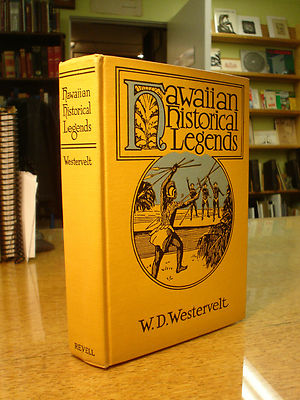 Hawaiian
Historical
Legends
Westervelt
REVELL
Hawaiian
Historical
Legends
W. D. Westervelt